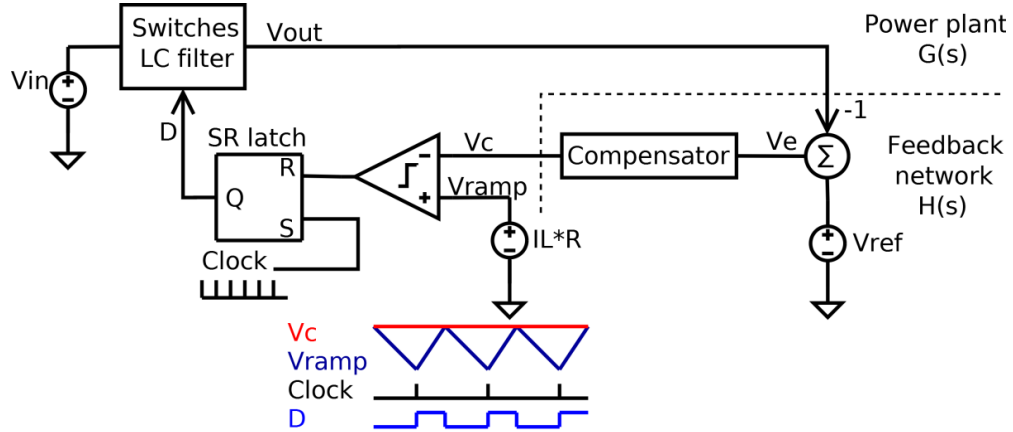 Switches
LC filter
Vout
Power plant
G(s)
Vin
+
−
D
SR latch
R
Q
S
Clock
−
+
Vc
Vramp
Compensator
Ve
-1
Σ
Feedback
network
H(s)
+
−
IL*R
+
−
Vref
Vc
Vramp
Clock
D